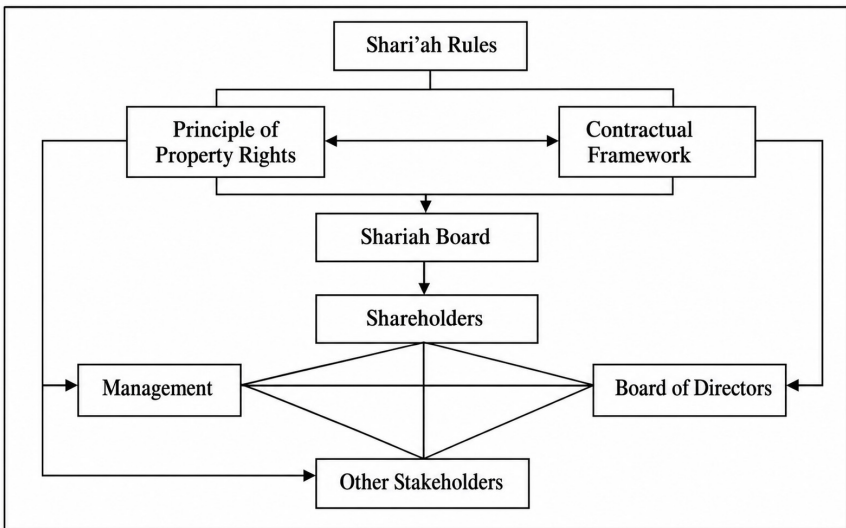 Shari'ah Rules
Principle of
Property Rights
Contractual
Framework
Shariah Board
Shareholders
Management
Board of Directors
Other Stakeholders